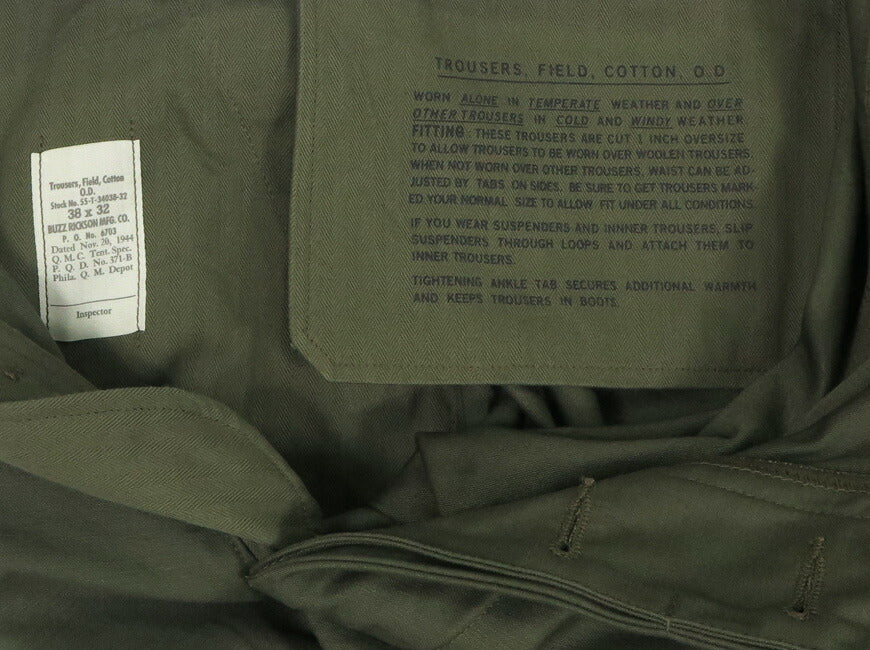 Trousers, Field, Cotton
O.D.
Stock No. 55-T-34038-32
38 x 32
BUZZ RICKSON MFG. CO.
P. O. No. 6703
Dated Nov. 20, 1944
Q. M. C. Tent. Spec.
P. Q. D. No. 371-B
Phila. Q. M. Depot
Inspector
TROUSERS, FIELD, COTTON, O.D
WORN ALONE IN TEMPERATE WEATHER AND OVER
OTHER TROUSERS IN COLD AND WINDY WEATHER
FITTING: THESE TROUSERS ARE CUT 1 INCH OVERSIZE
TO ALLOW TROUSERS TO BE WORN OVER WOOLEN TROUSERS.
WHEN NOT WORN OVER OTHER TROUSERS, WAIST CAN BE AD-
JUSTED BY TABS ON SIDES. BE SURE TO GET TROUSERS MARK-
ED YOUR NORMAL SIZE TO ALLOW FIT UNDER ALL CONDITIONS.
IF YOU WEAR SUSPENDERS AND INNNER TROUSERS, SLIP
SUSPENDERS THROUGH LOOPS AND ATTACH THEM TO
INNER TROUSERS.
TIGHTENING ANKLE TAB SECURES ADDITIONAL WARMTH
AND KEEPS TROUSERS IN BOOTS.